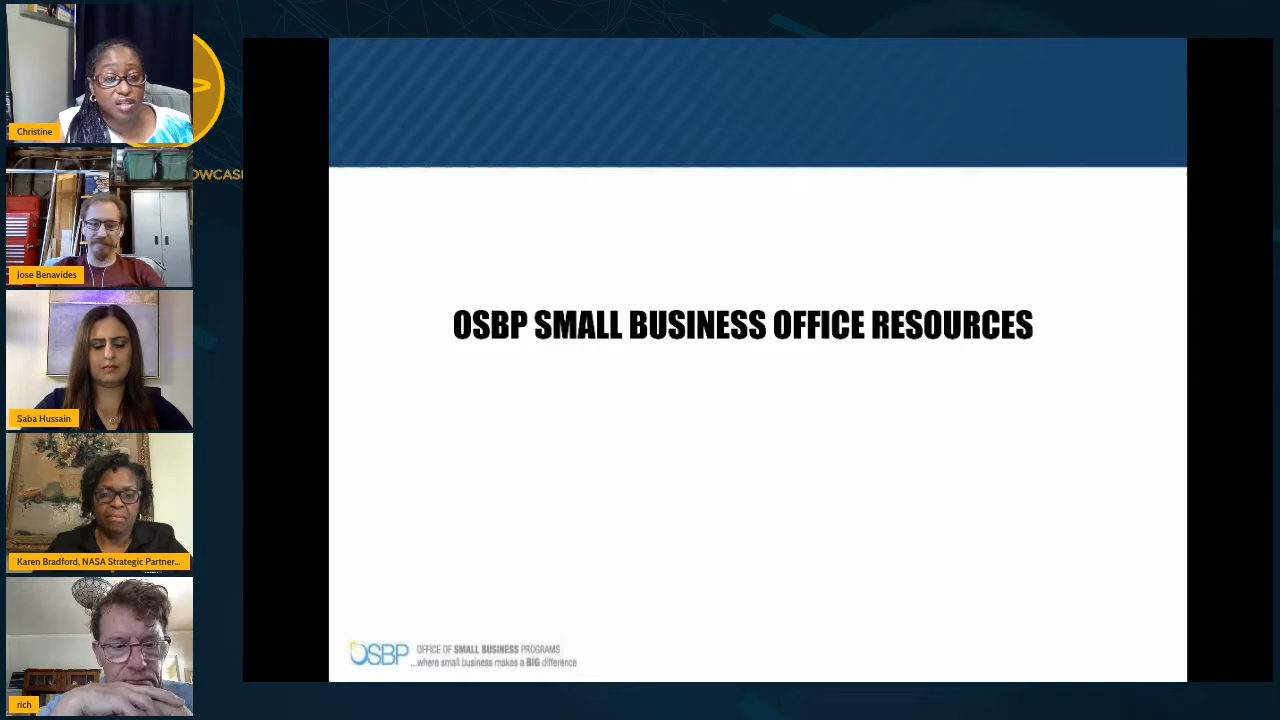 Christine
OWCASE
Jose Benavides
Saba Hussain
Karen Bradford, NASA Strategic Partner...
rich
OSBP SMALL BUSINESS OFFICE RESOURCES
OSBP
OFFICE OF SMALL BUSINESS PROGRAMS
...where small business makes a BIG difference